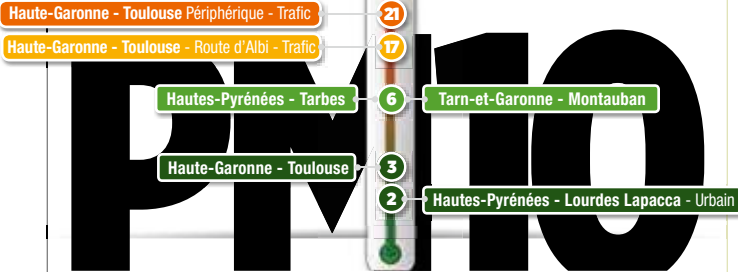 Haute-Garonne - Toulouse Périphérique - Trafic 21
Haute-Garonne - Toulouse - Route d'Albi - Trafic 17
Hautes-Pyrénées - Tarbes 6 Tarn-et-Garonne - Montauban
Haute-Garonne - Toulouse 3
2 Hautes-Pyrénées - Lourdes Lapacca - Urbain
PM10